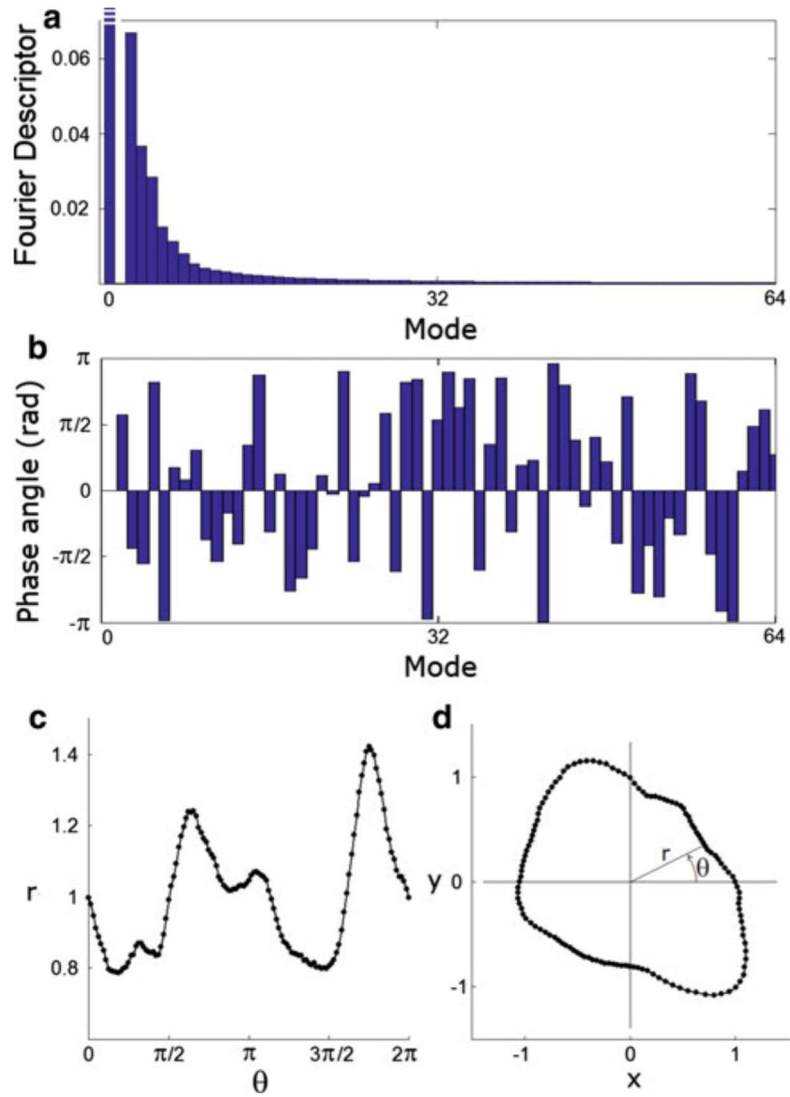 a
Fourier Descriptor
0.06
0.04
0.02
0 32 64
Mode
b
Phase angle (rad)
π
π/2
0
-π/2
-π
0 32 64
Mode
c
r
1.4
1.2
1
0.8
0 π/2 π 3π/2 2π
θ
d
y
1
0
-1
r
θ
-1 0 1
x